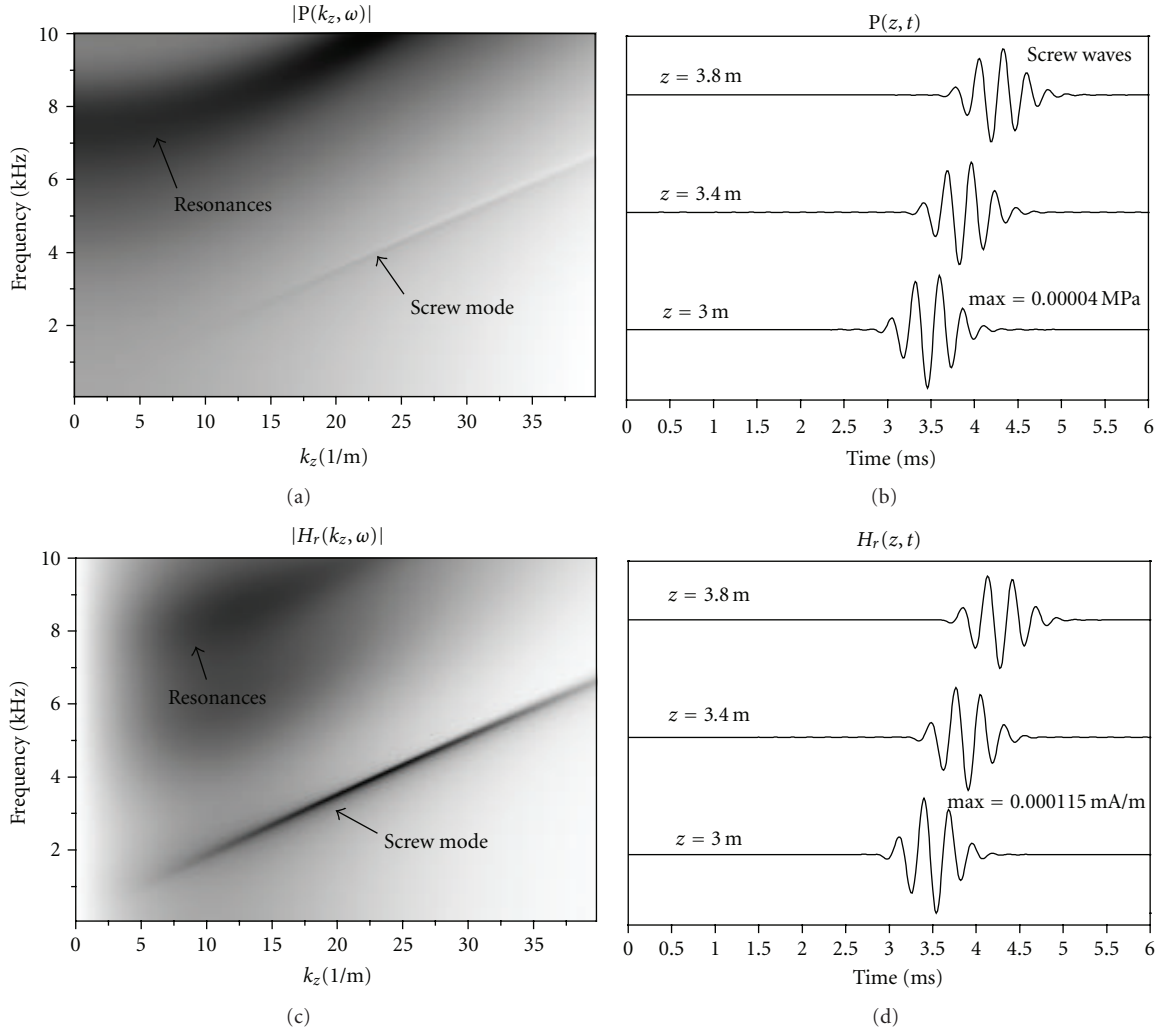 |P(k_z, ω)|
10
8
6
4
2
Frequency (kHz)
Resonances
Screw mode
0 5 10 15 20 25 30 35
k_z(1/m)
(a)
P(z, t)
Screw waves
z = 3.8 m
z = 3.4 m
max = 0.00004 MPa
z = 3 m
0 0.5 1 1.5 2 2.5 3 3.5 4 4.5 5 5.5 6
Time (ms)
(b)
|H_r(k_z, ω)|
10
8
6
4
2
Frequency (kHz)
Resonances
Screw mode
0 5 10 15 20 25 30 35
k_z(1/m)
(c)
H_r(z, t)
z = 3.8 m
z = 3.4 m
max = 0.000115 mA/m
z = 3 m
0 0.5 1 1.5 2 2.5 3 3.5 4 4.5 5 5.5 6
Time (ms)
(d)